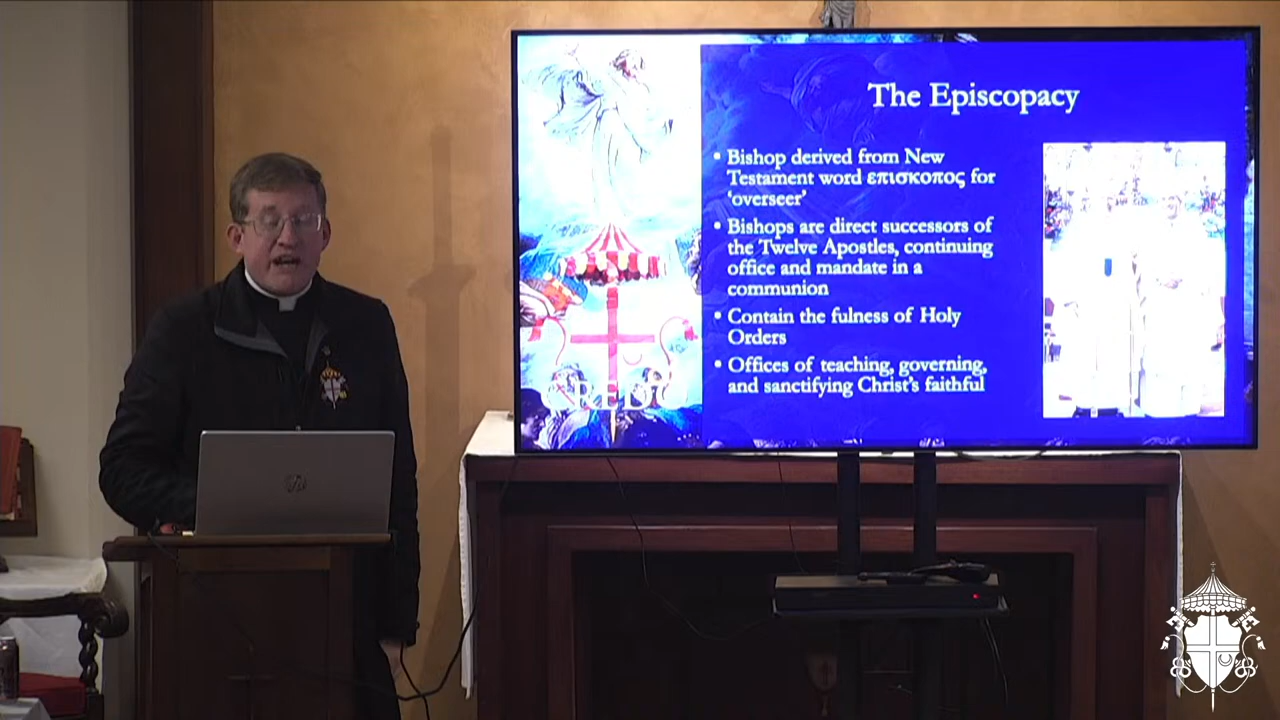 The Episcopacy
• Bishop derived from New
Testament word επισκοπος for
‘overseer’
• Bishops are direct successors of
the Twelve Apostles, continuing
office and mandate in a
communion
• Contain the fulness of Holy
Orders
• Offices of teaching, governing,
and sanctifying Christ’s faithful
CREDO
hp